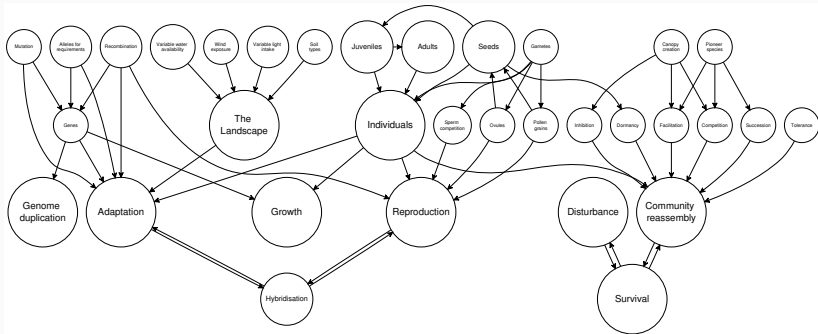 Mutation
Alleles for
requirements
Recombination
Variable water
availability
Wind
exposure
Variable light
intake
Soil
types
Juveniles
Adults
Seeds
Gametes
Canopy
creation
Pioneer
species
Genes
The
Landscape
Individuals
Sperm
competition
Ovules
Pollen
grains
Inhibition
Dormancy
Facilitation
Competition
Succession
Tolerance
Genome
duplication
Adaptation
Growth
Reproduction
Disturbance
Community
reassembly
Hybridisation
Survival